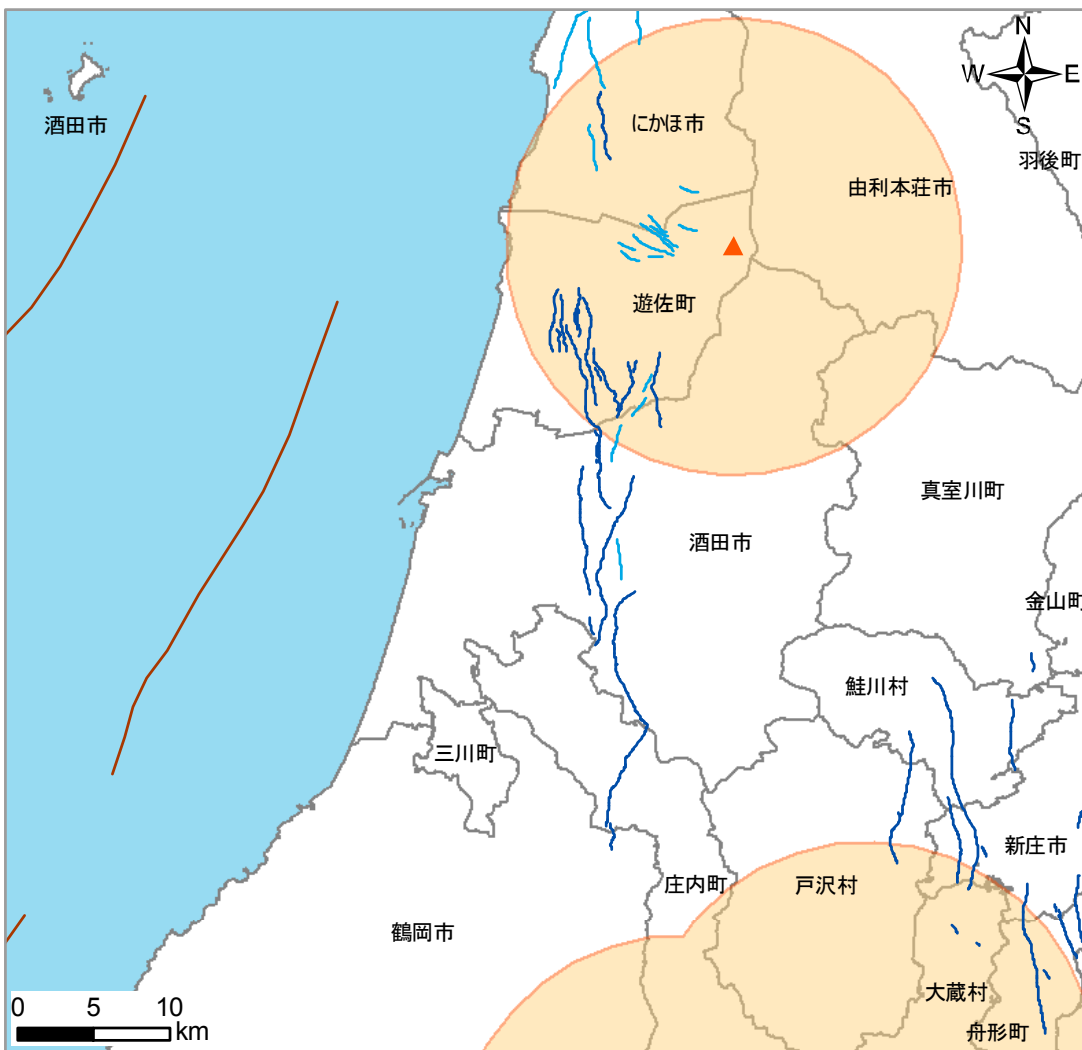 N
W E
S
酒田市
にかほ市
羽後町
由利本荘市
遊佐町
真室川町
酒田市
金山町
鮭川村
三川町
新庄市
庄内町
戸沢村
鶴岡市
大蔵村
舟形町
0 5 10
km